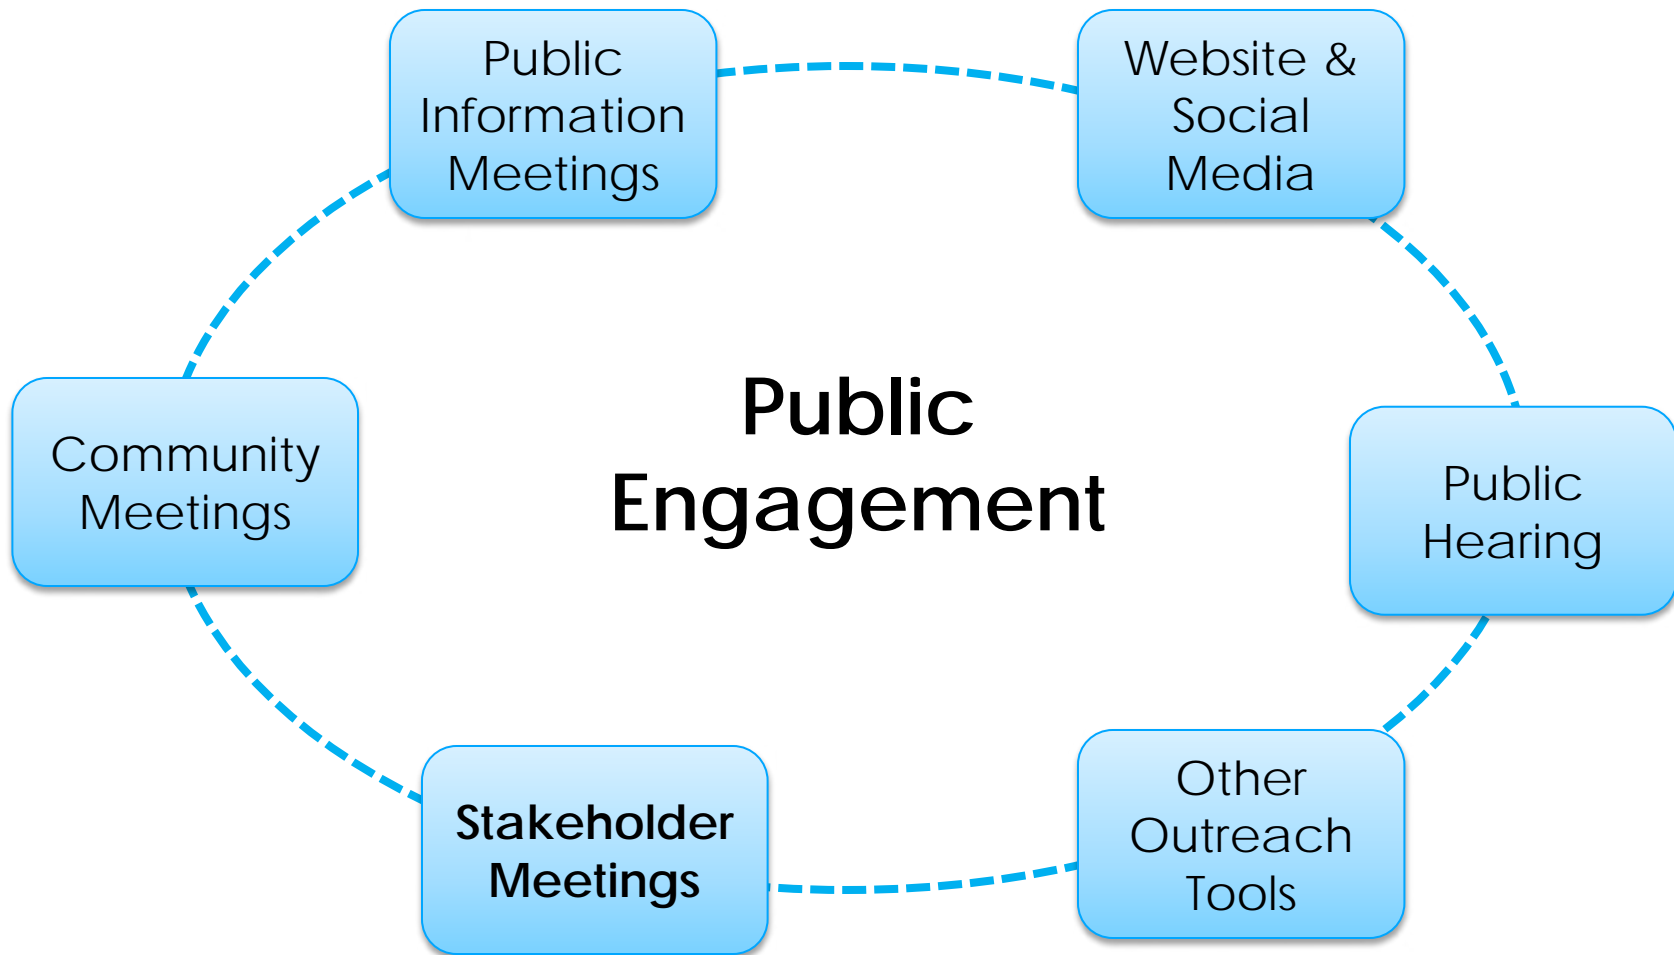 Public
Information
Meetings
Website &
Social
Media
Community
Meetings
Public
Engagement
Public
Hearing
Stakeholder
Meetings
Other
Outreach
Tools